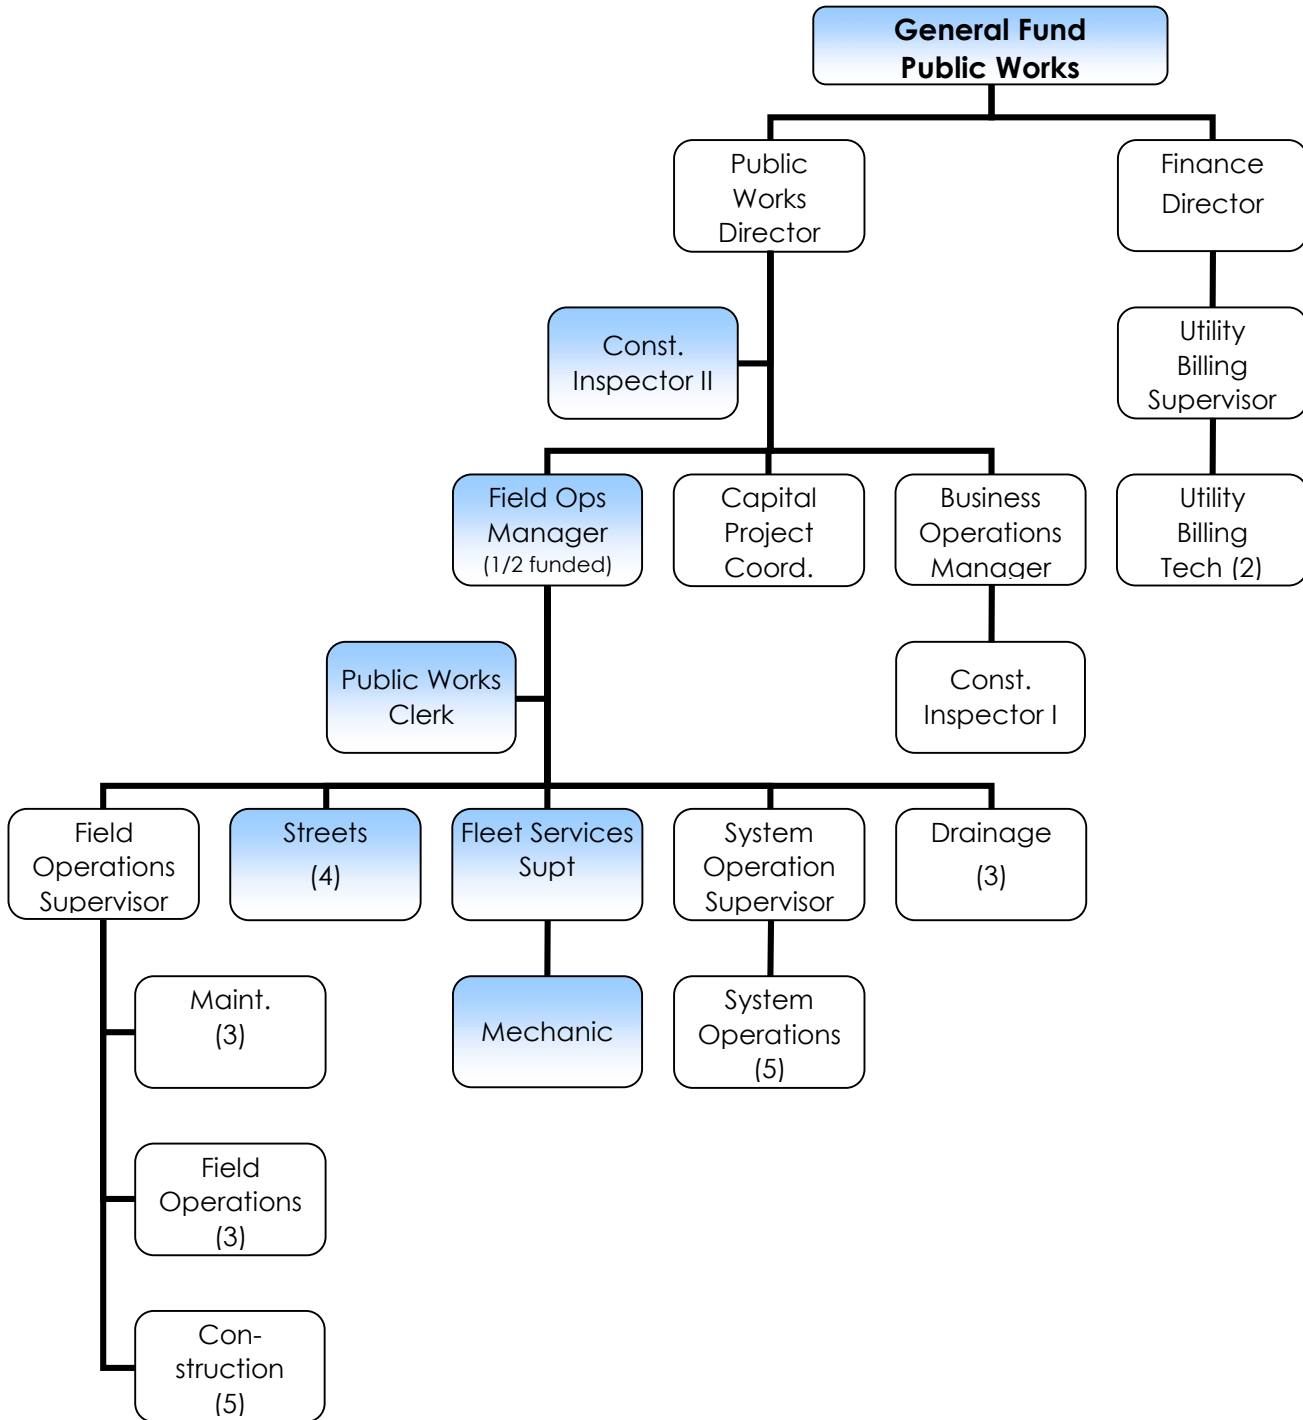 General Fund
Public Works
Public
Works
Director
Finance
Director
Const.
Inspector II
Utility
Billing
Supervisor
Field Ops
Manager
(1/2 funded)
Capital
Project
Coord.
Business
Operations
Manager
Utility
Billing
Tech (2)
Public Works
Clerk
Const.
Inspector I
Field
Operations
Supervisor
Streets
(4)
Fleet Services
Supt
System
Operation
Supervisor
Drainage
(3)
Maint.
(3)
Mechanic
System
Operations
(5)
Field
Operations
(3)
Con-
struction
(5)